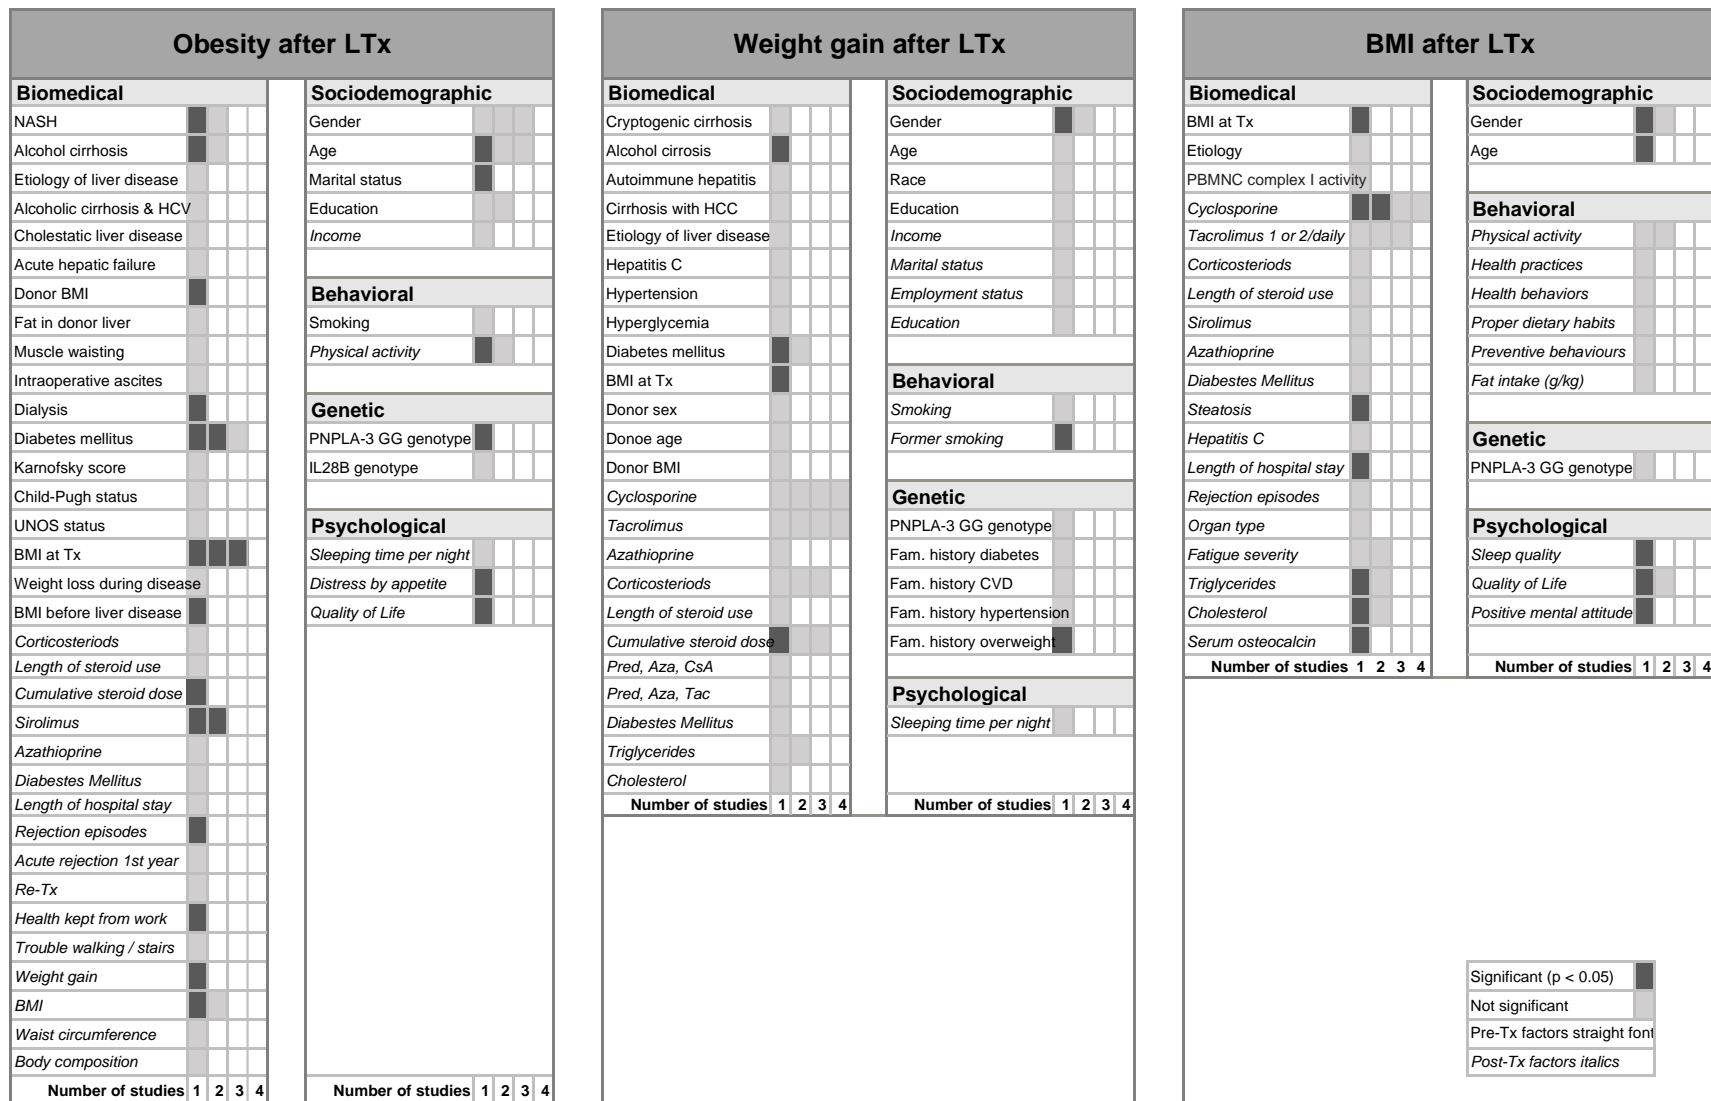 Obesity after LTx
Biomedical
NASH
Alcohol cirrhosis
Etiology of liver disease
Alcoholic cirrhosis & HCV
Cholestatic liver disease
Acute hepatic failure
Donor BMI
Fat in donor liver
Muscle waisting
Intraoperative ascites
Dialysis
Diabetes mellitus
Karnofsky score
Child-Pugh status
UNOS status
BMI at Tx
Weight loss during disease
BMI before liver disease
Corticosteriods
Length of steroid use
Cumulative steroid dose
Sirolimus
Azathioprine
Diabestes Mellitus
Length of hospital stay
Rejection episodes
Acute rejection 1st year
Re-Tx
Health kept from work
Trouble walking / stairs
Weight gain
BMI
Waist circumference
Body composition
Number of studies 1 2 3 4
Sociodemographic
Gender
Age
Marital status
Education
Income
Behavioral
Smoking
Physical activity
Genetic
PNPLA-3 GG genotype
IL28B genotype
Psychological
Sleeping time per night
Distress by appetite
Quality of Life
Number of studies 1 2 3 4
Weight gain after LTx
Biomedical
Cryptogenic cirrhosis
Alcohol cirrosis
Autoimmune hepatitis
Cirrhosis with HCC
Etiology of liver disease
Hepatitis C
Hypertension
Hyperglycemia
Diabetes mellitus
BMI at Tx
Donor sex
Donoe age
Donor BMI
Cyclosporine
Tacrolimus
Azathioprine
Corticosteriods
Length of steroid use
Cumulative steroid dose
Pred, Aza, CsA
Pred, Aza, Tac
Diabestes Mellitus
Triglycerides
Cholesterol
Number of studies 1 2 3 4
Sociodemographic
Gender
Age
Race
Education
Income
Marital status
Employment status
Education
Behavioral
Smoking
Former smoking
Genetic
PNPLA-3 GG genotype
Fam. history diabetes
Fam. history CVD
Fam. history hypertension
Fam. history overweight
Psychological
Sleeping time per night
Number of studies 1 2 3 4
BMI after LTx
Biomedical
BMI at Tx
Etiology
PBMNC complex I activity
Cyclosporine
Tacrolimus 1 or 2/daily
Corticosteriods
Length of steroid use
Sirolimus
Azathioprine
Diabestes Mellitus
Steatosis
Hepatitis C
Length of hospital stay
Rejection episodes
Organ type
Fatigue severity
Triglycerides
Cholesterol
Serum osteocalcin
Number of studies 1 2 3 4
Sociodemographic
Gender
Age
Behavioral
Physical activity
Health practices
Health behaviors
Proper dietary habits
Preventive behaviours
Fat intake (g/kg)
Genetic
PNPLA-3 GG genotype
Psychological
Sleep quality
Quality of Life
Positive mental attitude
Number of studies 1 2 3 4
Significant (p < 0.05)
Not significant
Pre-Tx factors straight font
Post-Tx factors italics